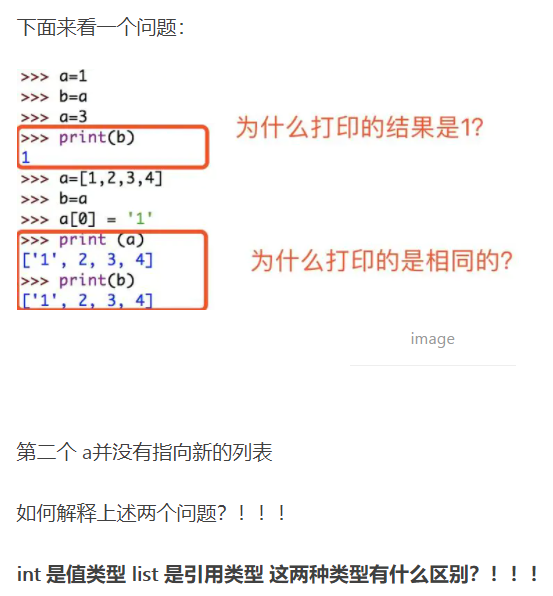 下面来看一个问题：
>>> a=1
>>> b=a
>>> a=3
>>> print(b)
1
为什么打印的结果是1？
>>> a=[1,2,3,4]
>>> b=a
>>> a[0] = '1'
>>> print (a)
['1', 2, 3, 4]
>>> print(b)
['1', 2, 3, 4]
为什么打印的是相同的？
image
第二个 a并没有指向新的列表
如何解释上述两个问题？！！！
int 是值类型 list 是引用类型 这两种类型有什么区别？！！！